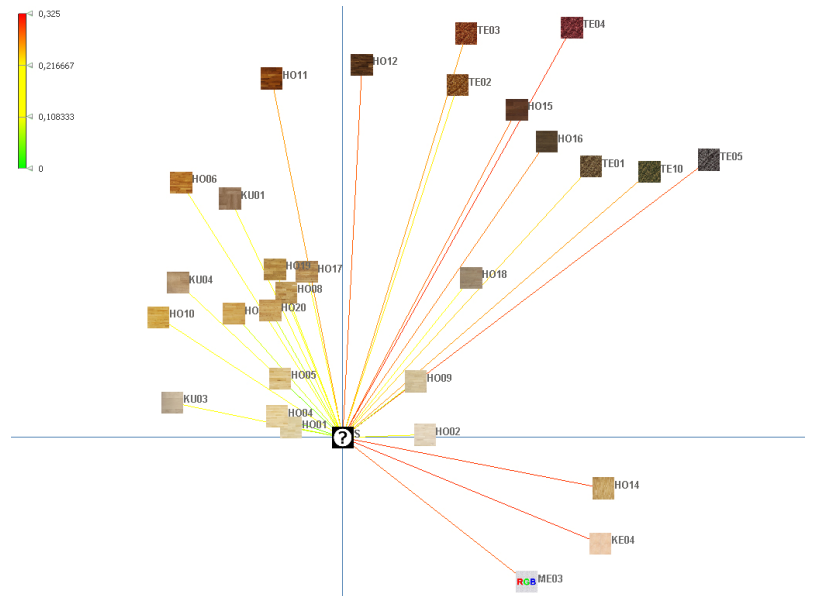 0,325
0,216667
0,108333
0
TE03
TE04
HO11
HO12
TE02
HO15
HO16
TE01
TE10
TE05
HO06
KU01
HO17
HO18
KU04
HO08
HO10
HO
HO20
HO05
HO09
KU03
HO04
HO01
?
S
HO02
HO14
KE04
RGB
ME03